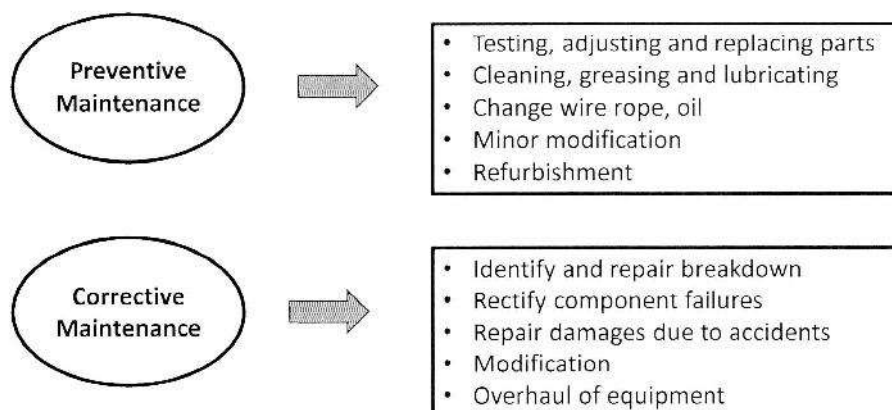 Preventive
Maintenance
• Testing, adjusting and replacing parts
• Cleaning, greasing and lubricating
• Change wire rope, oil
• Minor modification
• Refurbishment
Corrective
Maintenance
• Identify and repair breakdown
• Rectify component failures
• Repair damages due to accidents
• Modification
• Overhaul of equipment